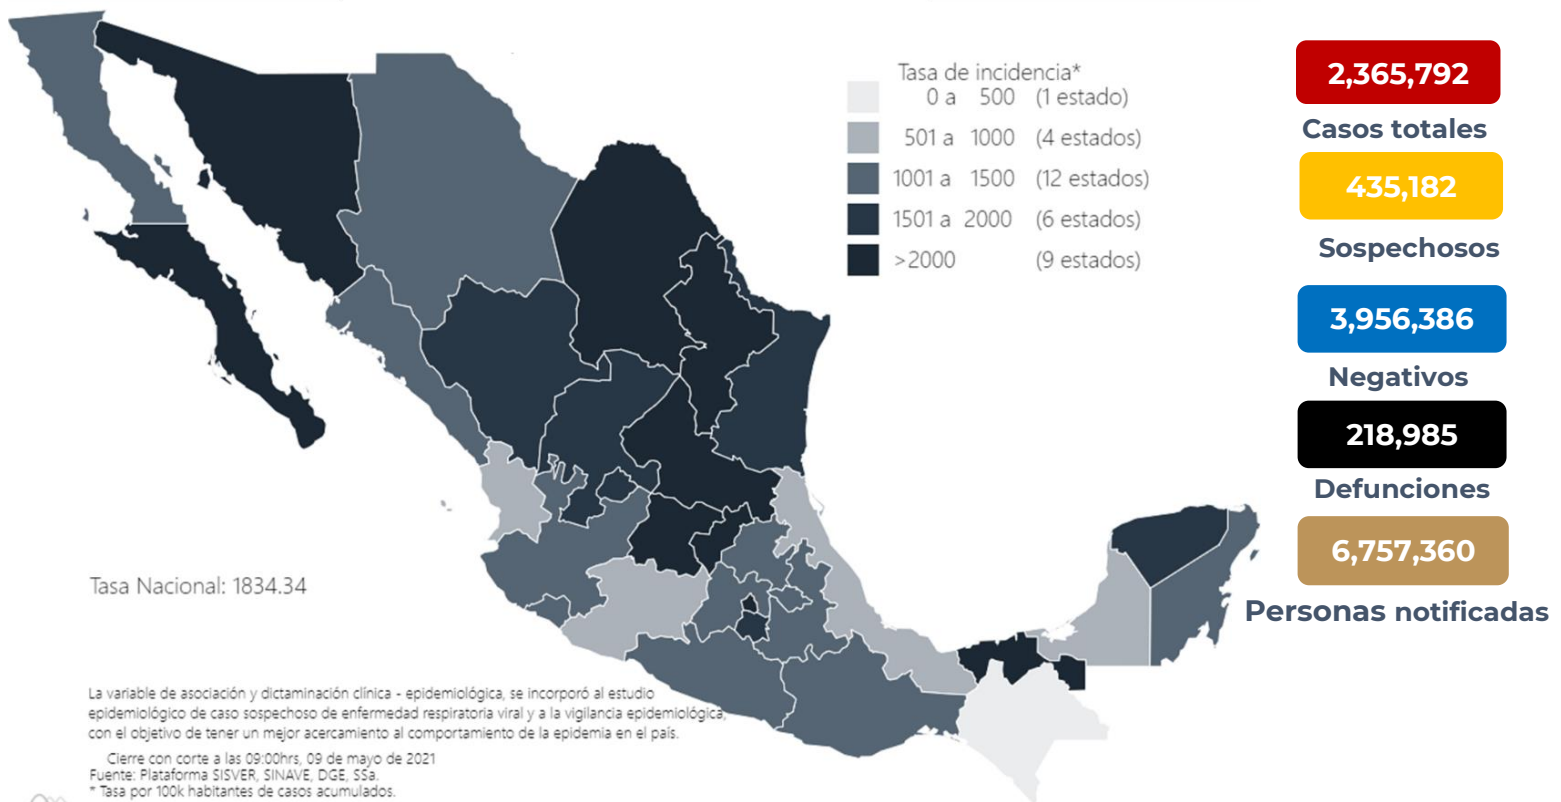 Tasa de incidencia*
0 a 500 (1 estado)
501 a 1000 (4 estados)
1001 a 1500 (12 estados)
1501 a 2000 (6 estados)
>2000 (9 estados)
2,365,792
Casos totales
435,182
Sospechosos
3,956,386
Negativos
218,985
Defunciones
6,757,360
Personas notificadas
Tasa Nacional: 1834.34
La variable de asociación y dictaminación clínica - epidemiológica, se incorporó al estudio
epidemiológico de caso sospechoso de enfermedad respiratoria viral y a la vigilancia epidemiológica,
con el objetivo de tener un mejor acercamiento al comportamiento de la epidemia en el país.
Cierre con corte a las 09:00hrs, 09 de mayo de 2021
Fuente: Plataforma SISVER, SINAVE, DGE, SSa.
* Tasa por 100k habitantes de casos acumulados.